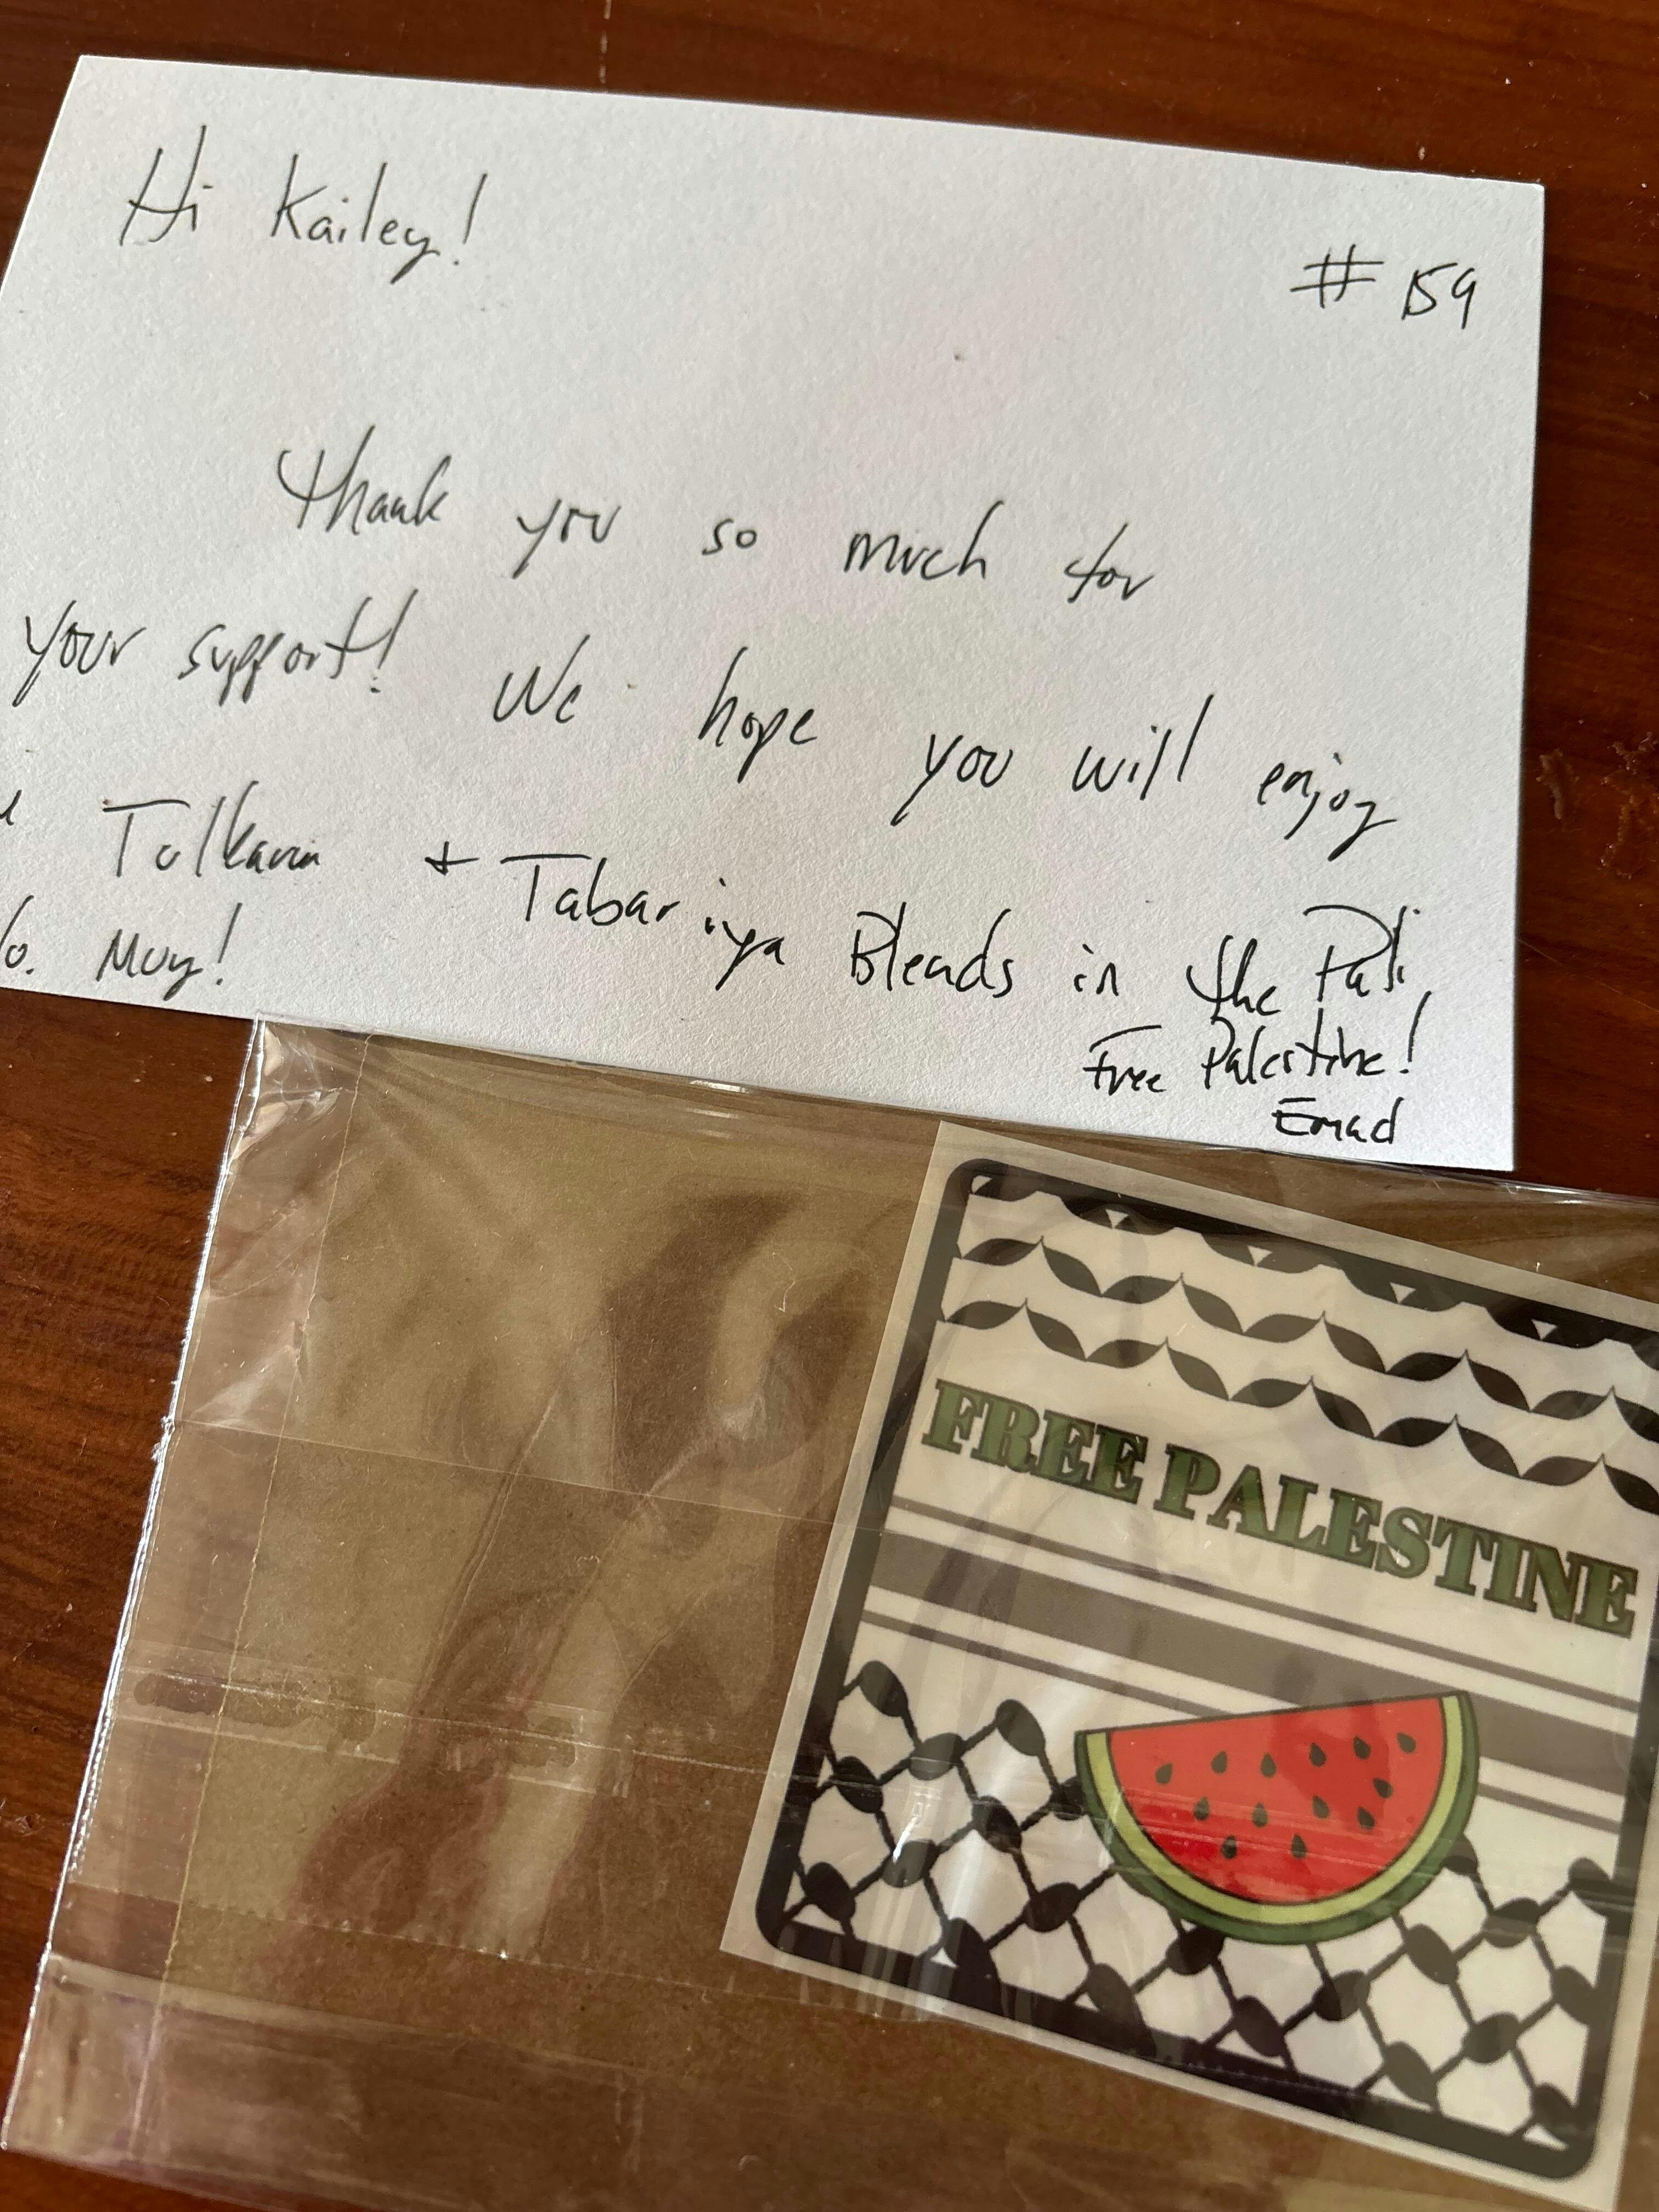 Hi Kailey!
# 159
Thank you so much for
your support! We hope you will enjoy
Tulkarm + Tabariya Blends in the Pali
Muy!
Free Palestine!
Emad
FREE PALESTINE